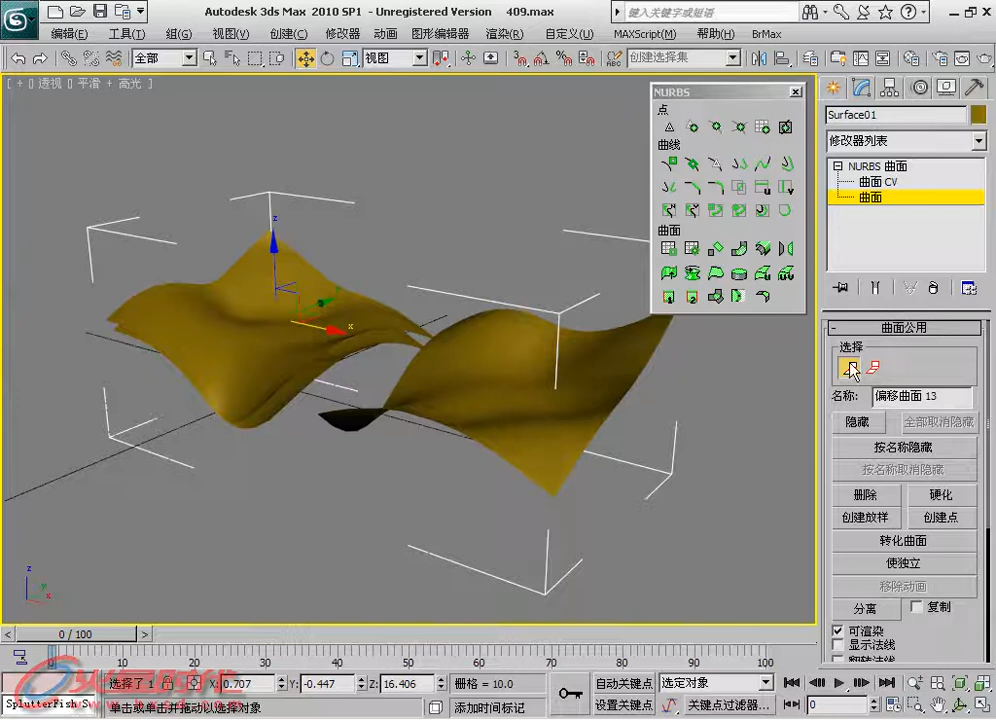 Autodesk 3ds Max 2010 SP1 - Unregistered Version 409.max
键入关键字或短语
编辑(E) 工具(T) 组(G) 视图(V) 创建(C) 修改器 动画 图形编辑器 渲染(R) 自定义(U) MAXScript(M) 帮助(H) BrMax
全部 视图 创建选择集
[ + 0 透视 0 平滑 + 高光 ]
NURBS
点
曲线
曲面
Surface01
修改器列表
NURBS 曲面
曲面 CV
曲面
z
x
曲面公用
选择
名称: 偏移曲面 13
隐藏 全部取消隐藏
按名称隐藏
按名称取消隐藏
删除 硬化
创建放样 创建点
转化曲面
使独立
移除动画
分离 复制
可渲染
显示法线
翻转法线
z
y
x
0 / 100
0 10 20 30 40 50 60 70 80 90 100
选择了 1 X: 0.707 Y: -0.447 Z: 16.406 栅格 = 10.0 自动关键点 选定对象
SplutterFish Sc 单击或单击并拖动以选择对象 添加时间标记 设置关键点 关键点过滤器... 0